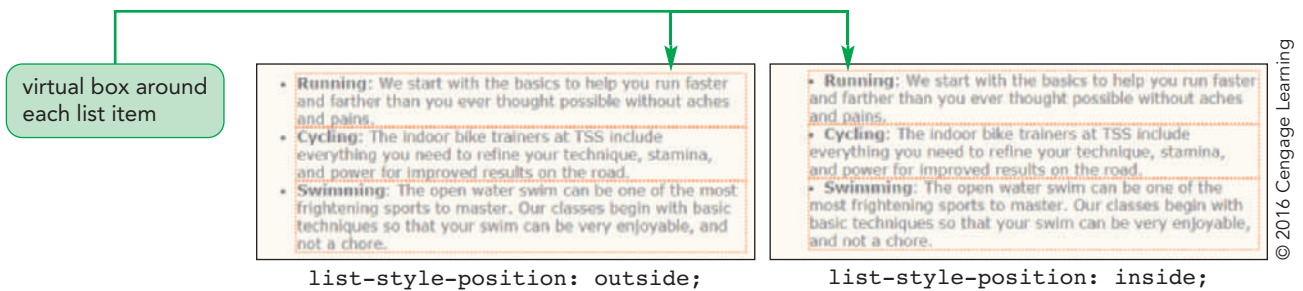 virtual box around
each list item
• Running: We start with the basics to help you run faster
and farther than you ever thought possible without aches
and pains.
• Cycling: The indoor bike trainers at TSS include
everything you need to refine your technique, stamina,
and power for improved results on the road.
• Swimming: The open water swim can be one of the most
frightening sports to master. Our classes begin with basic
techniques so that your swim can be very enjoyable, and
not a chore.
list-style-position: outside;
• Running: We start with the basics to help you run faster
and farther than you ever thought possible without aches
and pains.
• Cycling: The indoor bike trainers at TSS include
everything you need to refine your technique, stamina,
and power for improved results on the road.
• Swimming: The open water swim can be one of the
most frightening sports to master. Our classes begin with
basic techniques so that your swim can be very enjoyable,
and not a chore.
list-style-position: inside;
© 2016 Cengage Learning